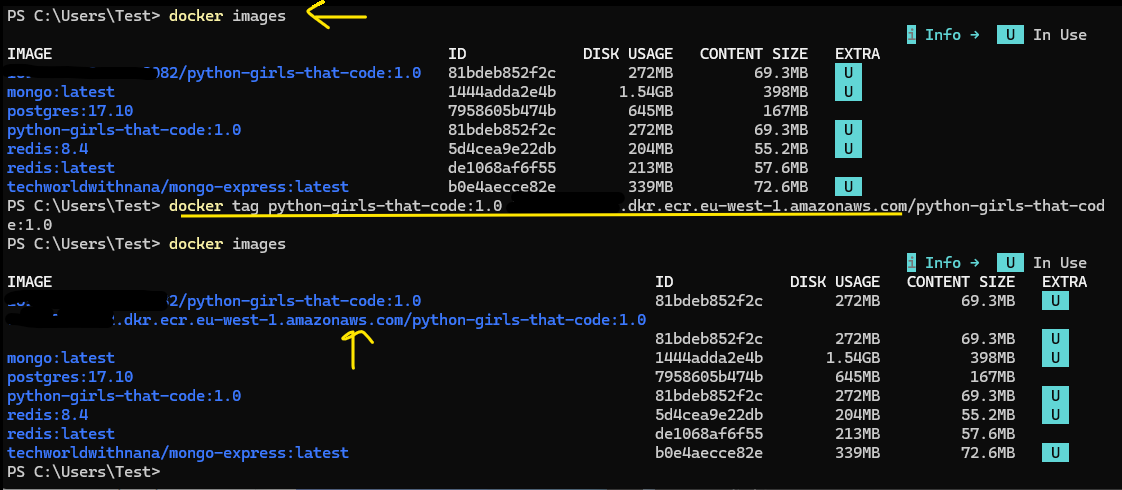 PS C:\Users\Test> docker images
i Info → U In Use
IMAGE ID DISK USAGE CONTENT SIZE EXTRA
082/python-girls-that-code:1.0 81bdeb852f2c 272MB 69.3MB U
mongo:latest 1444adda2e4b 1.54GB 398MB U
postgres:17.10 7958605b474b 645MB 167MB
python-girls-that-code:1.0 81bdeb852f2c 272MB 69.3MB U
redis:8.4 5d4cea9e22db 204MB 55.2MB U
redis:latest de1068af6f55 213MB 57.6MB
techworldwithnana/mongo-express:latest b0e4aecce82e 339MB 72.6MB U
PS C:\Users\Test> docker tag python-girls-that-code:1.0 .dkr.ecr.eu-west-1.amazonaws.com/python-girls-that-cod
e:1.0
PS C:\Users\Test> docker images
i Info → U In Use
IMAGE ID DISK USAGE CONTENT SIZE EXTRA
82/python-girls-that-code:1.0 81bdeb852f2c 272MB 69.3MB U
.dkr.ecr.eu-west-1.amazonaws.com/python-girls-that-code:1.0
81bdeb852f2c 272MB 69.3MB U
mongo:latest 1444adda2e4b 1.54GB 398MB U
postgres:17.10 7958605b474b 645MB 167MB
python-girls-that-code:1.0 81bdeb852f2c 272MB 69.3MB U
redis:8.4 5d4cea9e22db 204MB 55.2MB U
redis:latest de1068af6f55 213MB 57.6MB
techworldwithnana/mongo-express:latest b0e4aecce82e 339MB 72.6MB U
PS C:\Users\Test>